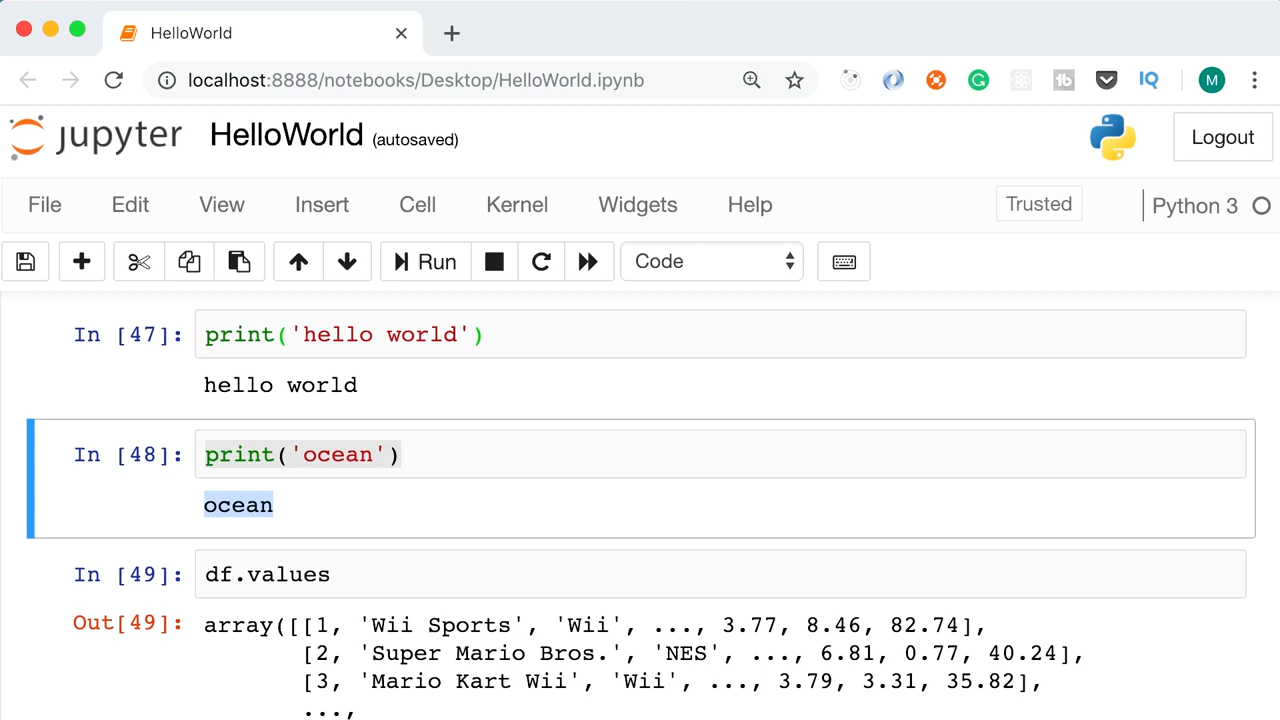 HelloWorld
localhost:8888/notebooks/Desktop/HelloWorld.ipynb
IQ
M
jupyter HelloWorld (autosaved)
Logout
File Edit View Insert Cell Kernel Widgets Help Trusted Python 3
Run Code
In [47]: print('hello world')
hello world
In [48]: print('ocean')
ocean
In [49]: df.values
Out[49]: array([[1, 'Wii Sports', 'Wii', ..., 3.77, 8.46, 82.74],
[2, 'Super Mario Bros.', 'NES', ..., 6.81, 0.77, 40.24],
[3, 'Mario Kart Wii', 'Wii', ..., 3.79, 3.31, 35.82],
...,